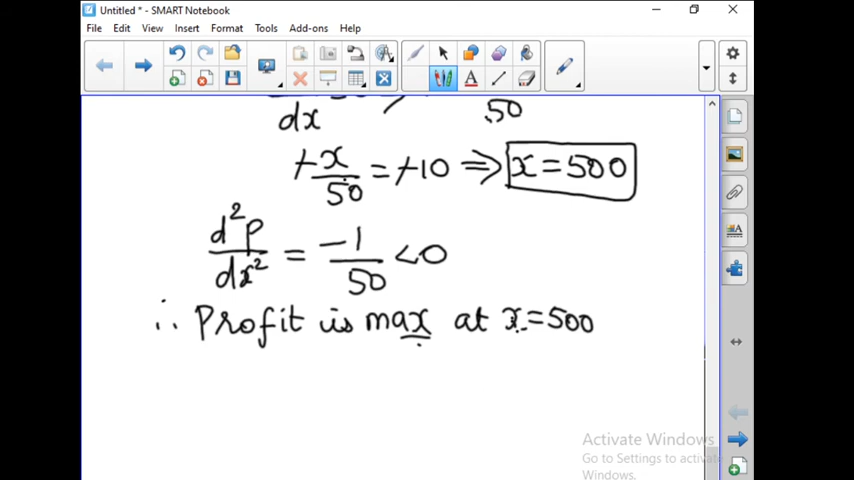 Untitled * - SMART Notebook
File Edit View Insert Format Tools Add-ons Help
dx 50
+x/50 = +10 ⇒ x = 500
d²P/dx² = -1/50 < 0
∴ Profit is max at x = 500
Activate Windows
Go to Settings to activate
Windows.